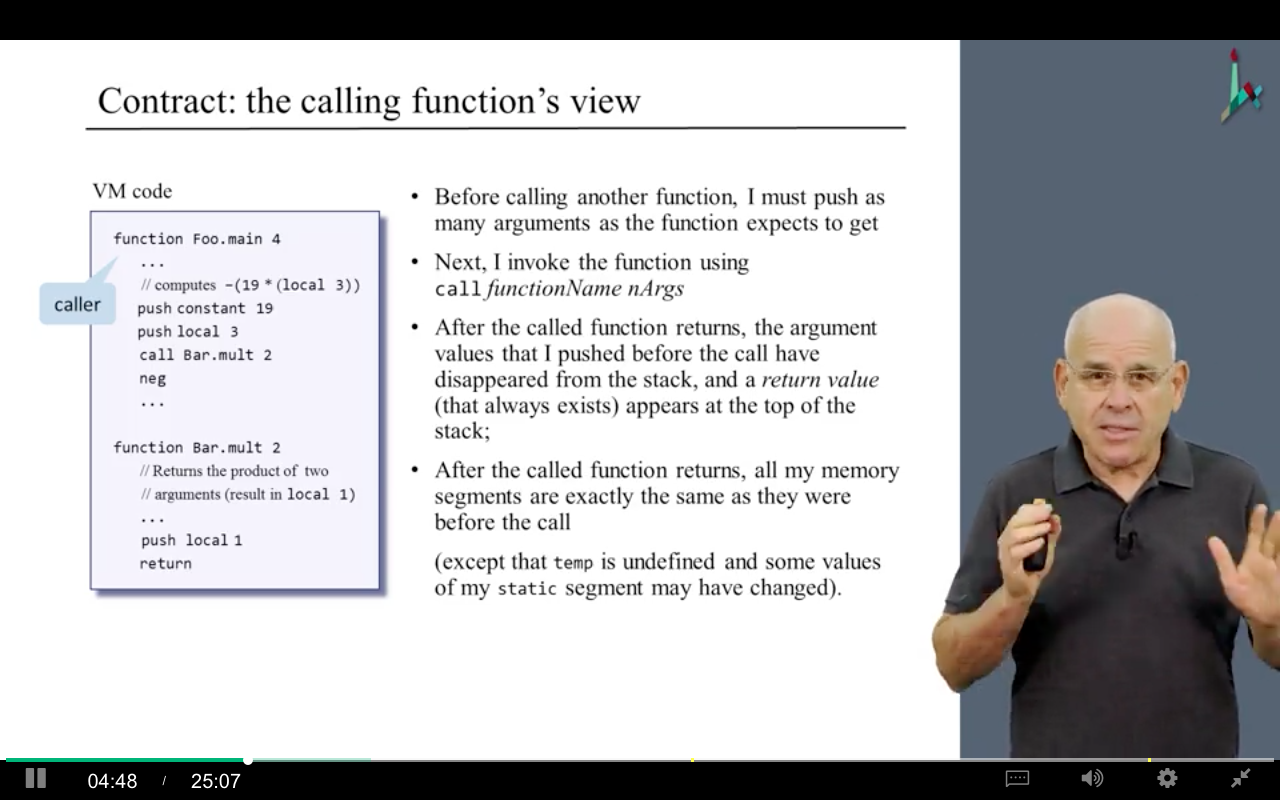 Contract: the calling function's view
VM code
function Foo.main 4
...
// computes -(19 * (local 3))
push constant 19
push local 3
call Bar.mult 2
neg
...
function Bar.mult 2
// Returns the product of two
// arguments (result in local 1)
...
push local 1
return
caller
• Before calling another function, I must push as
many arguments as the function expects to get
• Next, I invoke the function using
call functionName nArgs
• After the called function returns, the argument
values that I pushed before the call have
disappeared from the stack, and a return value
(that always exists) appears at the top of the
stack;
• After the called function returns, all my memory
segments are exactly the same as they were
before the call
(except that temp is undefined and some values
of my static segment may have changed).
04:48 / 25:07